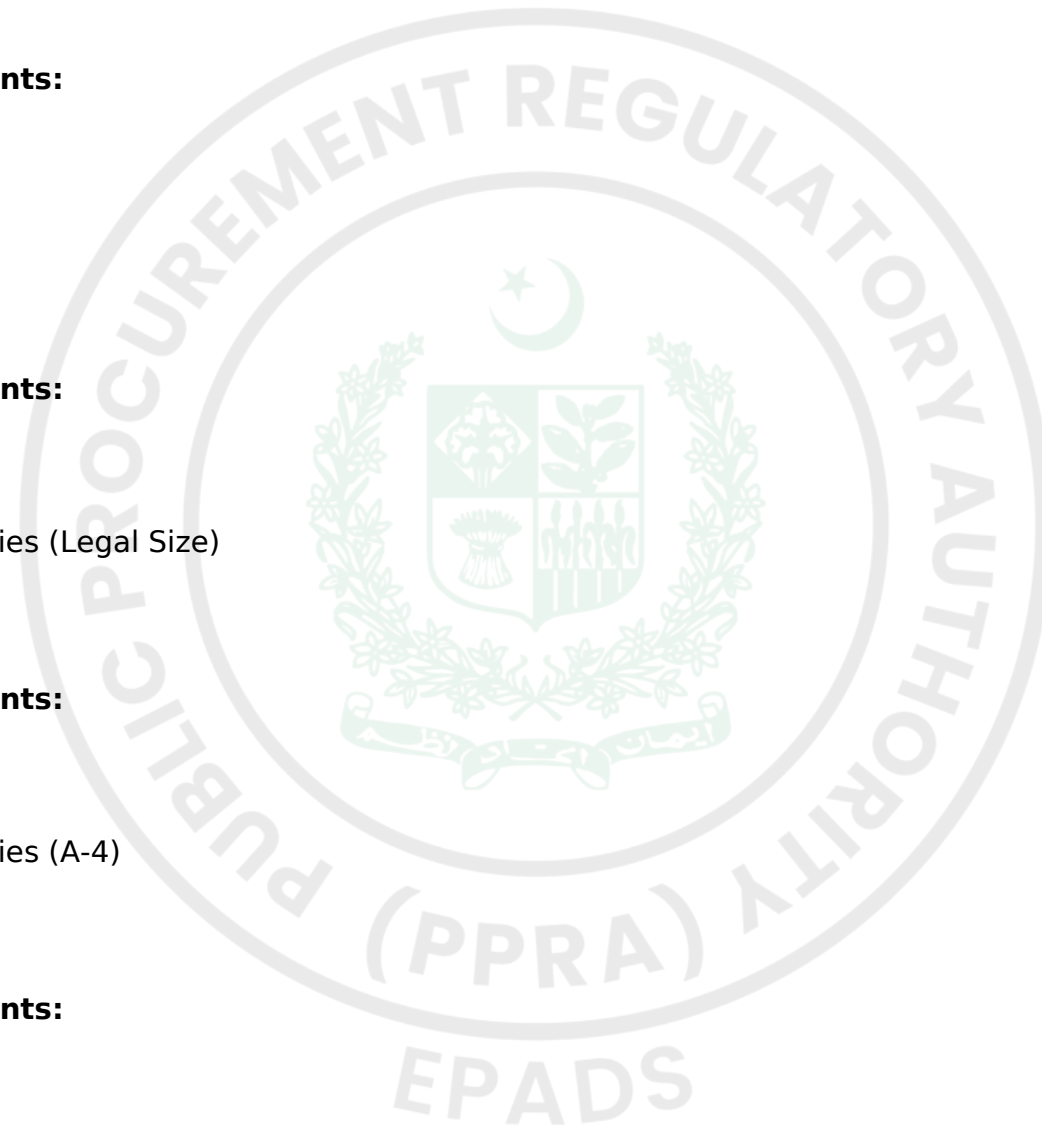 nts:
nts:
ies (Legal Size)
nts:
ies (A-4)
nts:
PUBLIC PROCUREMENT REGULATORY AUTHORITY
(PPRA)
EPADS